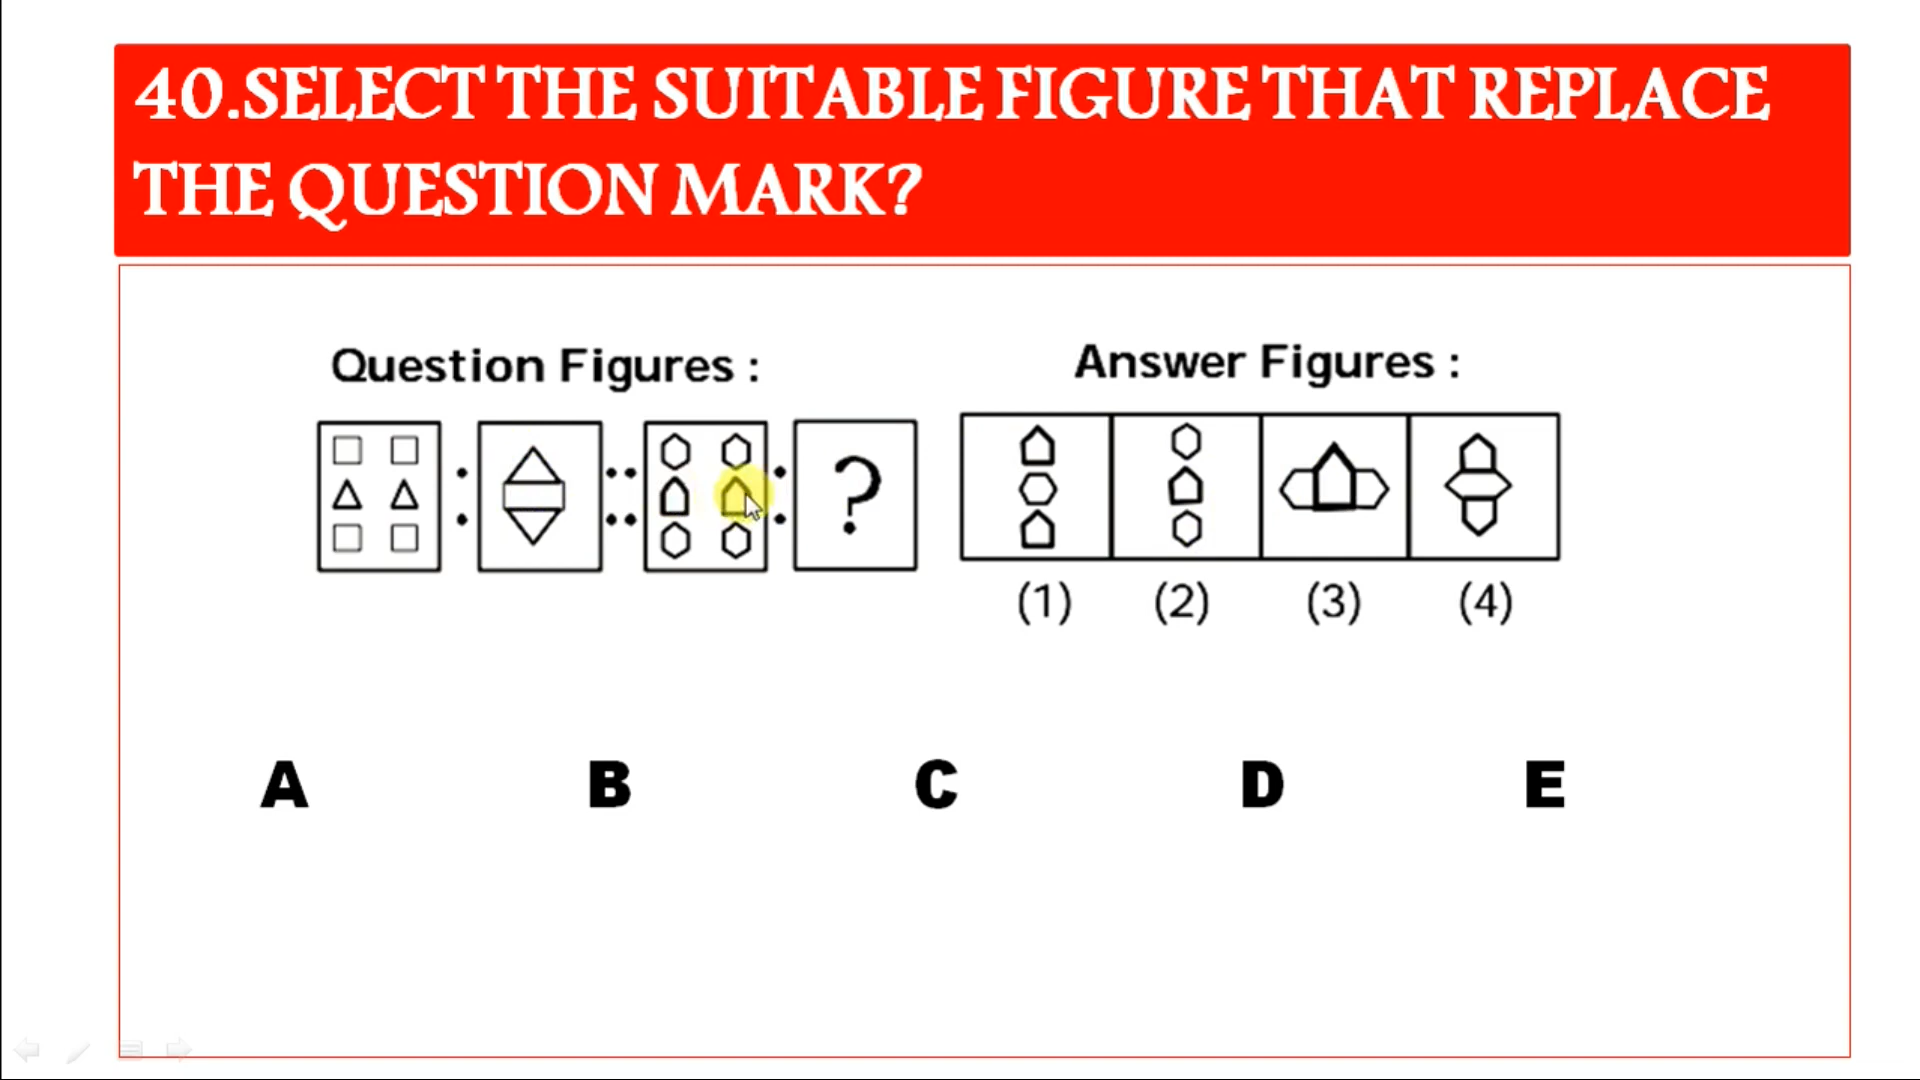 40.SELECT THE SUITABLE FIGURE THAT REPLACE
THE QUESTION MARK?
Question Figures :
Answer Figures :
: :: : ?
(1) (2) (3) (4)
A B C D E